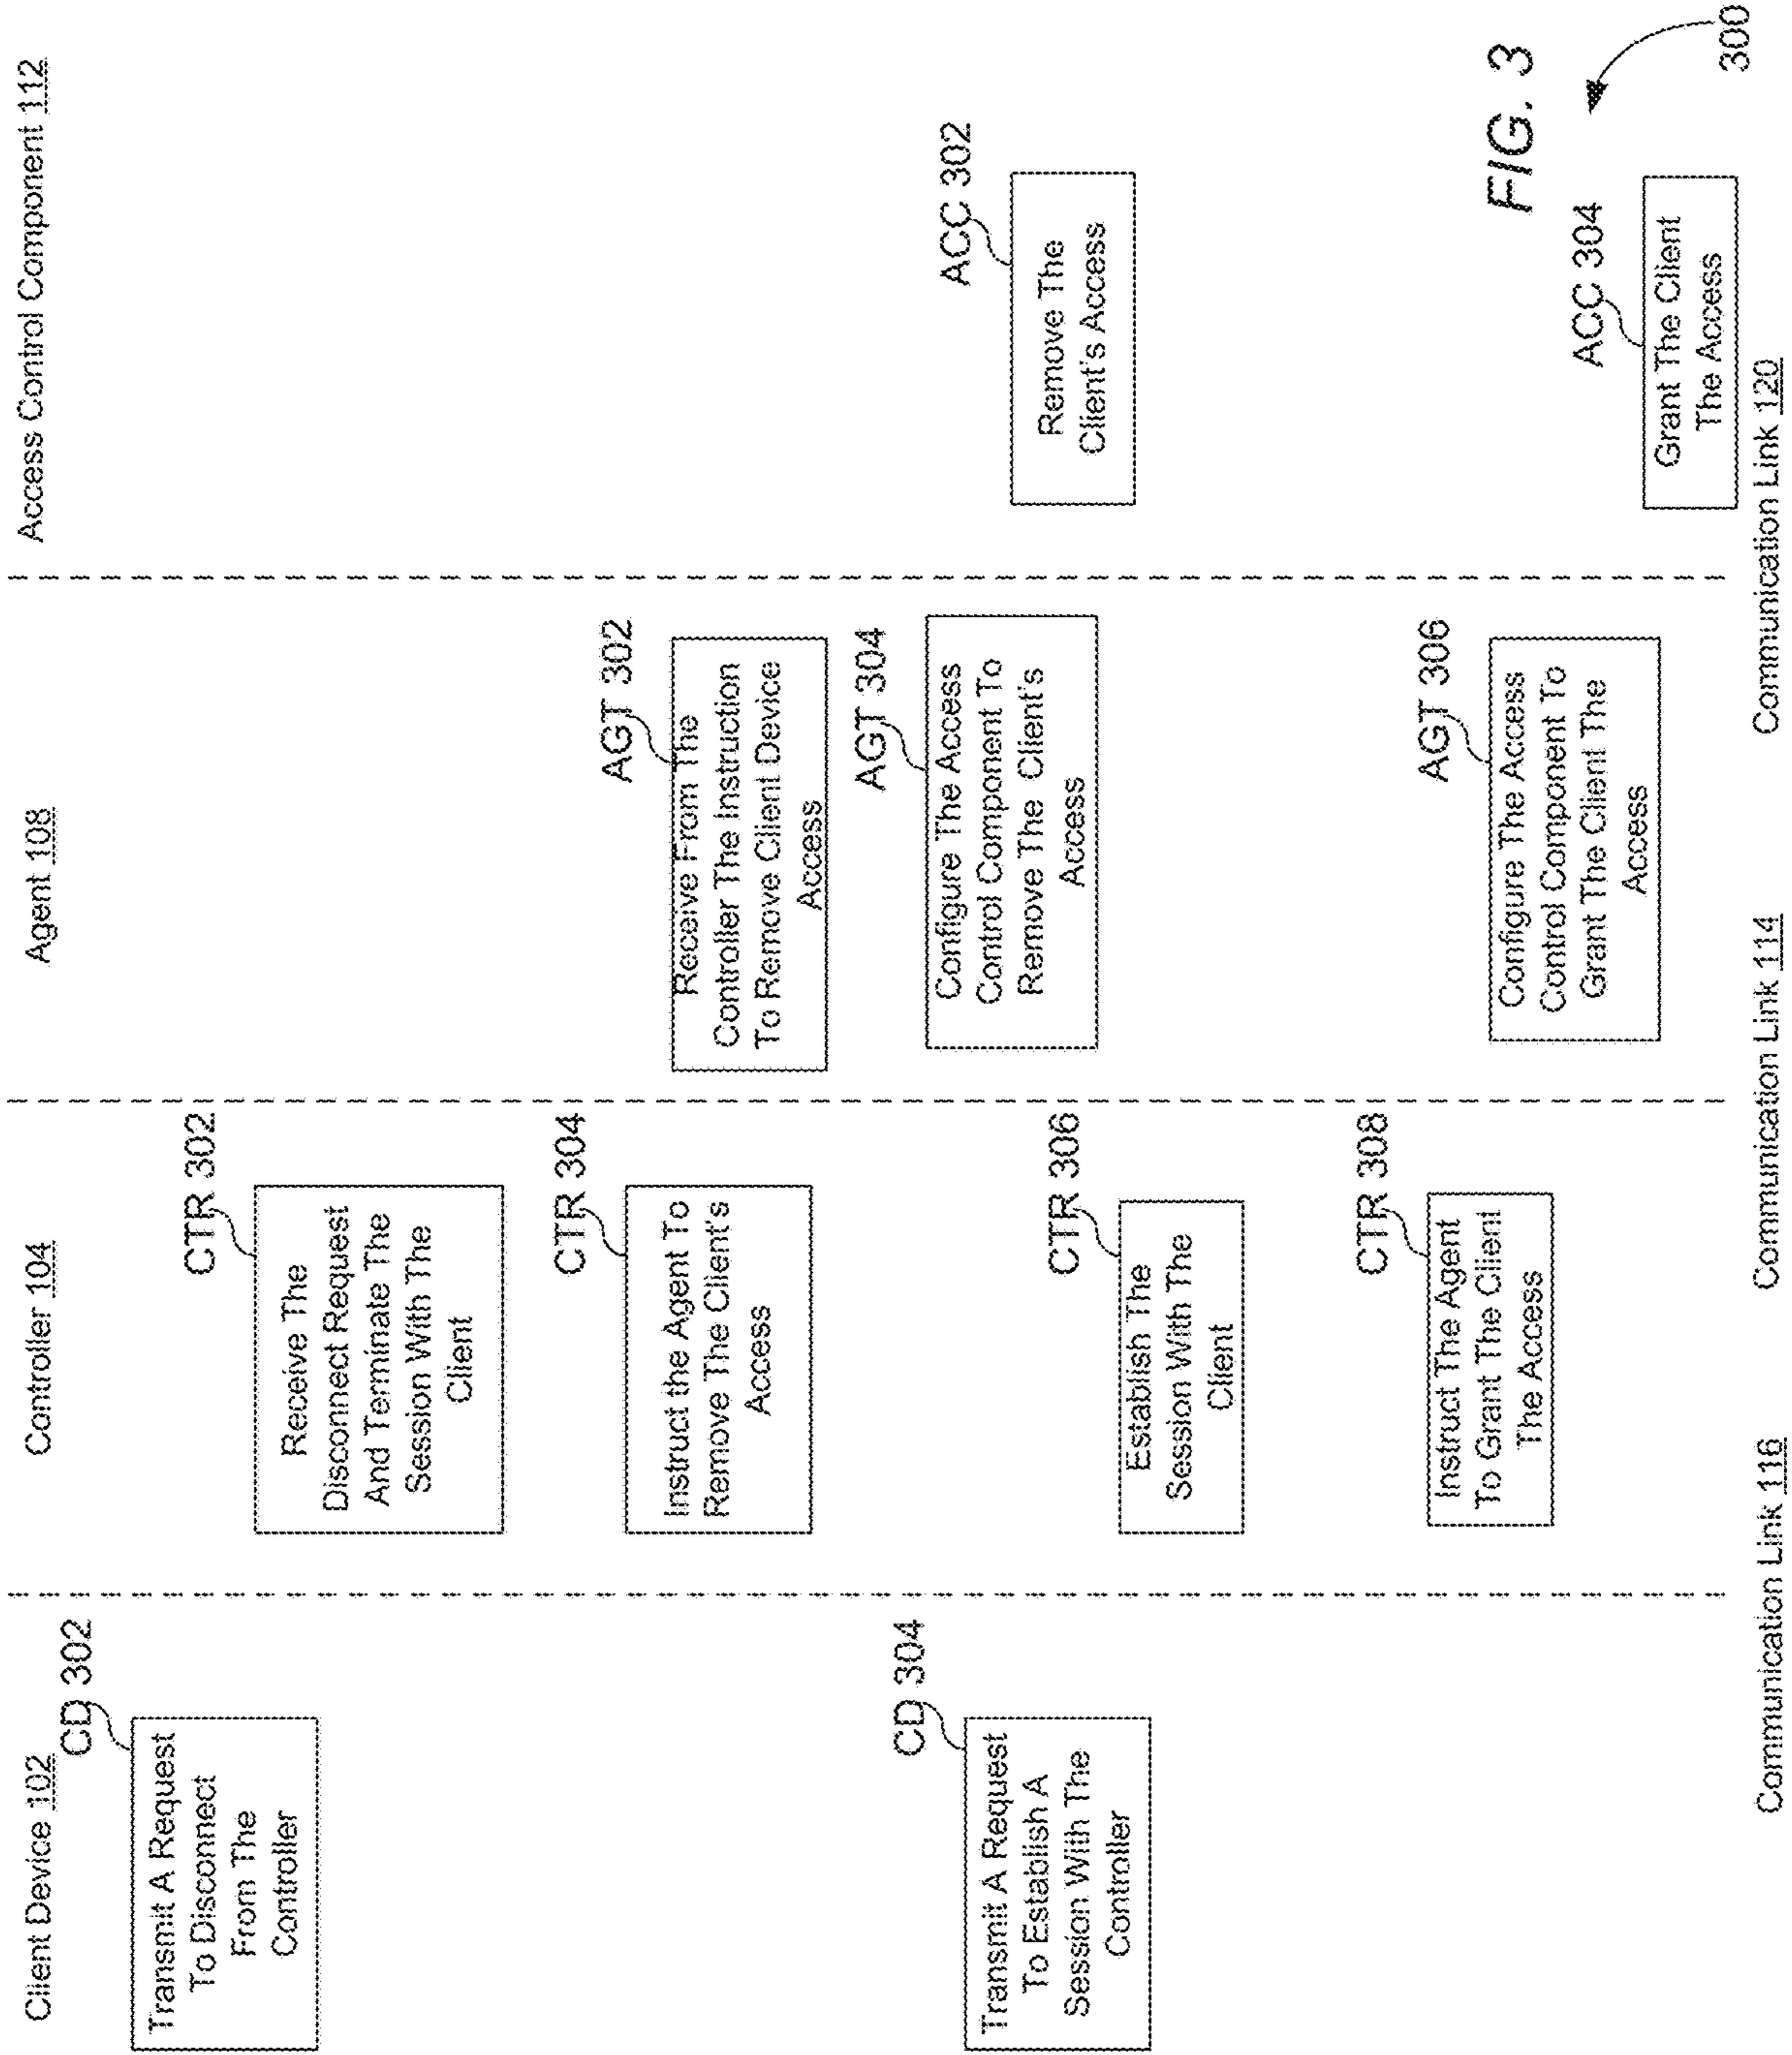 Client Device 102
CD 302
Transmit A Request
To Disconnect
From The
Controller
CD 304
Transmit A Request
To Establish A
Session With The
Controller
Controller 104
CTR 302
Receive The
Disconnect Request
And Terminate The
Session With The
Client
CTR 304
Instruct the Agent To
Remove The Client's
Access
CTR 306
Establish The
Session With The
Client
CTR 308
Instruct The Agent
To Grant The Client
The Access
Agent 108
AGT 302
Receive From The
Controller The Instruction
To Remove Client Device
Access
AGT 304
Configure The Access
Control Component To
Remove The Client's
Access
AGT 306
Configure The Access
Control Component To
Grant The Client The
Access
Access Control Component 112
ACC 302
Remove The
Client's Access
ACC 304
Grant The Client
The Access
Communication Link 116
Communication Link 114
Communication Link 120
FIG. 3
300